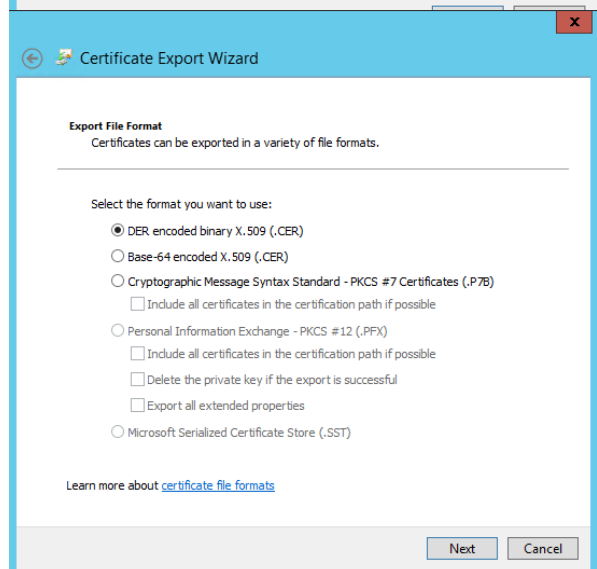 x
Certificate Export Wizard
Export File Format
Certificates can be exported in a variety of file formats.
Select the format you want to use:
DER encoded binary X.509 (.CER)
Base-64 encoded X.509 (.CER)
Cryptographic Message Syntax Standard - PKCS #7 Certificates (.P7B)
Include all certificates in the certification path if possible
Personal Information Exchange - PKCS #12 (.PFX)
Include all certificates in the certification path if possible
Delete the private key if the export is successful
Export all extended properties
Microsoft Serialized Certificate Store (.SST)
Learn more about certificate file formats
Next Cancel